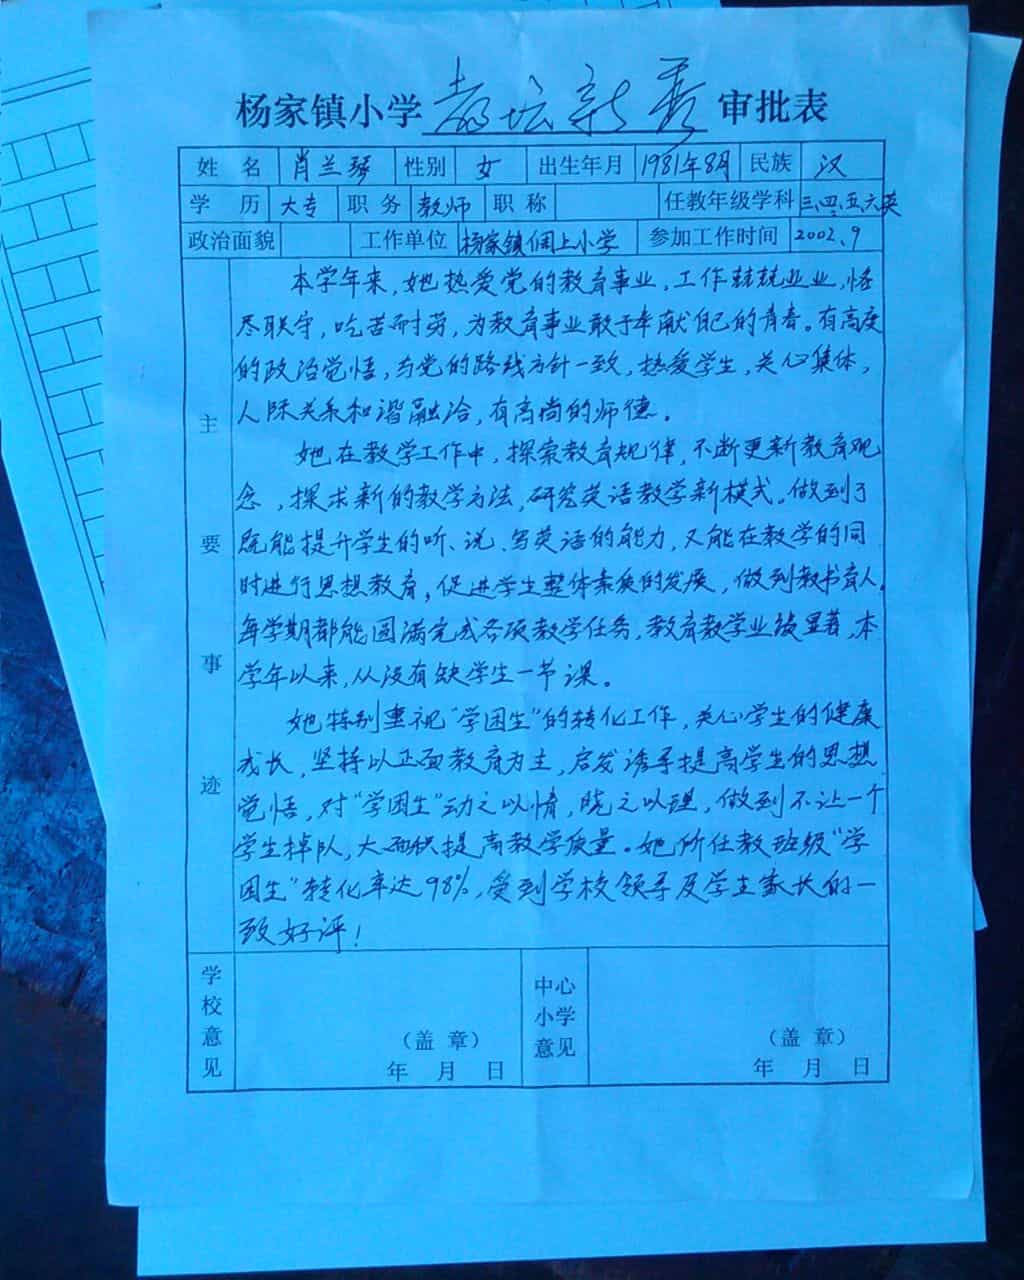 杨家镇小学教坛新秀审批表
姓名 肖兰琴 性别 女 出生年月 1981年8月 民族 汉
学历 大专 职务 教师 职称 任教年级学科 三、四、五、六英
政治面貌 工作单位 杨家镇 上小学 参加工作时间 2002.9
主要事迹
本学年来,她热爱党的教育事业,工作兢兢业业,恪
尽职守,吃苦耐劳,为教育事业敢于奉献自己的青春。有高度
的政治觉悟,与党的路线方针一致,热爱学生,关心集体,
人际关系和谐融洽,有高尚的师德。
她在教学工作中,探索教育规律,不断更新教育观
念,探求新的教学方法,研究英语教学新模式。做到了
既能提升学生的听、说、写英语的能力,又能在教学的同
时进行思想教育,促进学生整体素质的发展,做到教书育人,
每学期都能圆满完成各项教学任务,教育教学业绩显著,本
学年以来,从没有缺学生一节课。
她特别重视“学困生”的转化工作,关心学生的健康
成长,坚持以正面教育为主,启发诱导提高学生的思想
觉悟,对“学困生”动之以情,晓之以理,做到不让一个
学生掉队,大面积提高教学质量。她所任教班级“学
困生”转化率达98%,受到学校领导及学生家长的一
致好评!
学校意见
(盖章)
年 月 日
中心小学意见
(盖章)
年 月 日